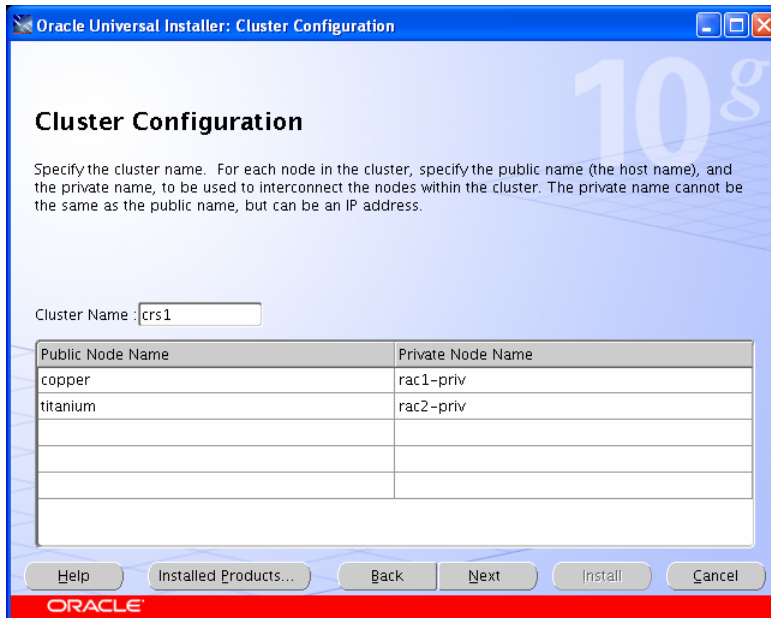 Oracle Universal Installer: Cluster Configuration
10g
Cluster Configuration
Specify the cluster name. For each node in the cluster, specify the public name (the host name), and
the private name, to be used to interconnect the nodes within the cluster. The private name cannot be
the same as the public name, but can be an IP address.
Cluster Name : crs1
Public Node Name Private Node Name
copper rac1-priv
titanium rac2-priv
Help Installed Products... Back Next Install Cancel
ORACLE